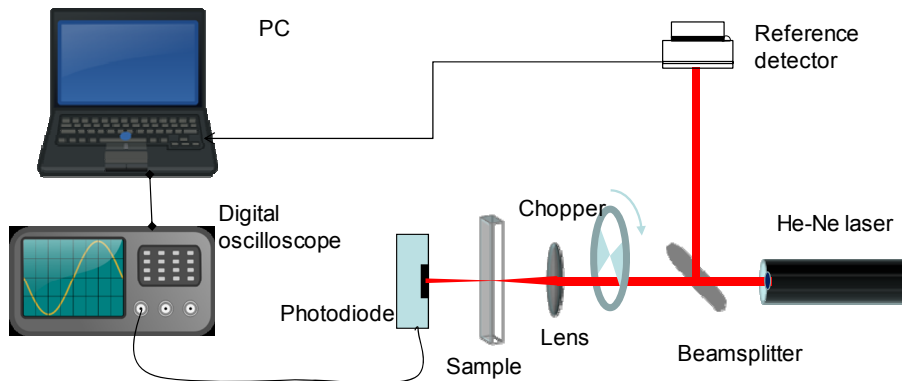 PC
Reference
detector
Digital
oscilloscope
Chopper
He-Ne laser
Photodiode
Lens
Sample
Beamsplitter